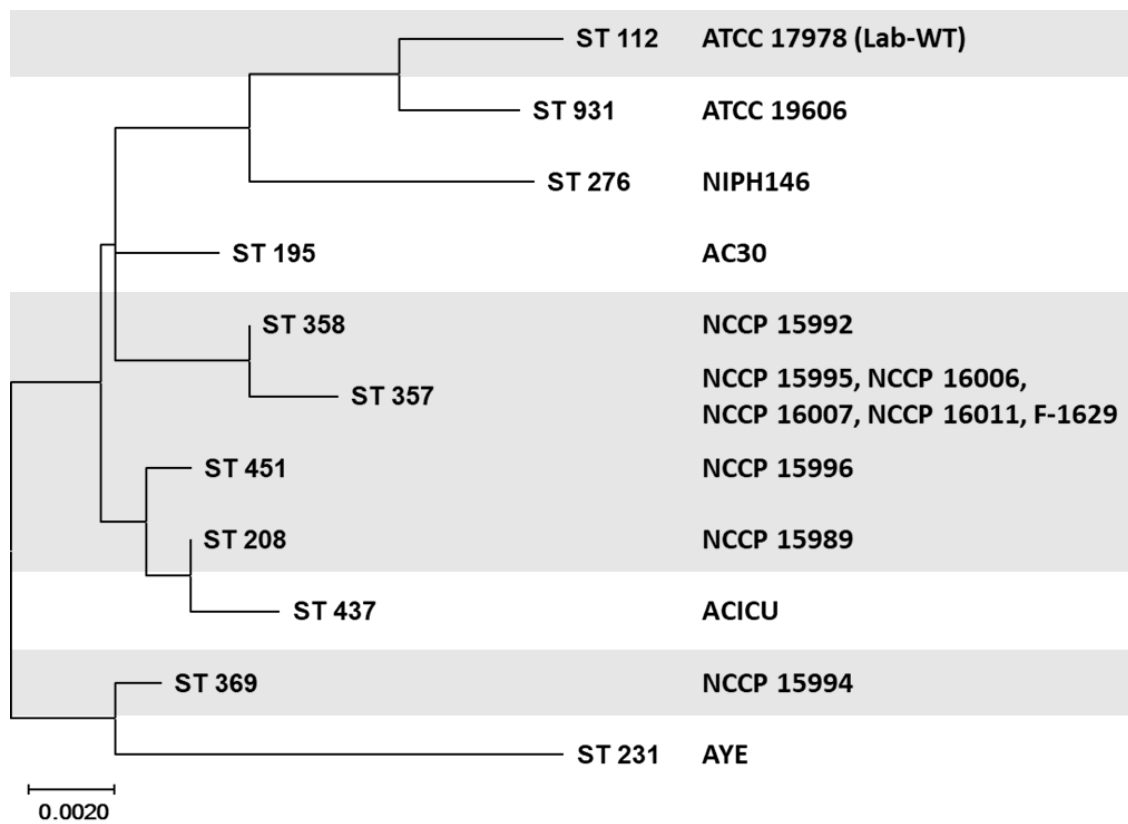 ST 112 ATCC 17978 (Lab-WT)
ST 931 ATCC 19606
ST 276 NIPH146
ST 195 AC30
ST 358 NCCP 15992
ST 357 NCCP 15995, NCCP 16006,
NCCP 16007, NCCP 16011, F-1629
ST 451 NCCP 15996
ST 208 NCCP 15989
ST 437 ACICU
ST 369 NCCP 15994
ST 231 AYE
0.0020